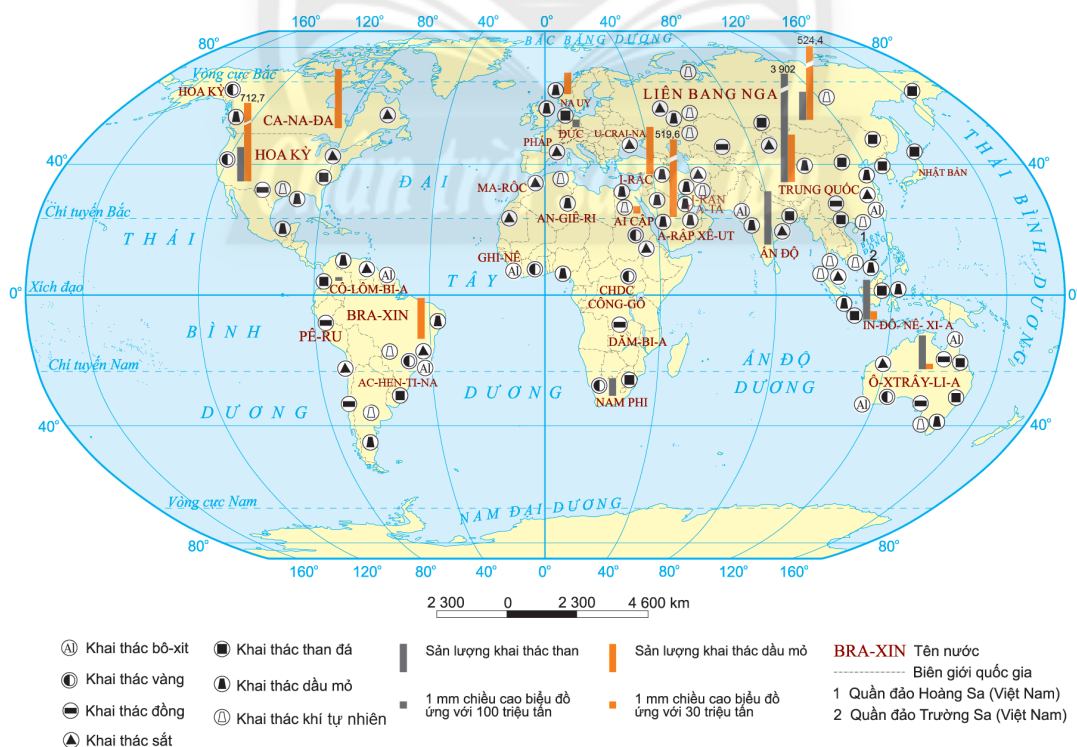 160° 120° 80° 40° 0° 40° 80° 120° 160°
80° BẮC BĂNG DƯƠNG 80°
Vòng cực Bắc
524,4
3 902
HOA KỲ
712,7
CA-NA-ĐA
LIÊN BANG NGA
NA UY
ĐỨC
U-CRAI-NA
519,6
PHÁP
HOA KỲ
40° 40°
ĐẠI
MA-RỐC
I-RẮC
I-RAN
TRUNG QUỐC
NHẬT BẢN
THÁI BÌNH DƯƠNG
Chí tuyến Bắc
AN-GIÊ-RI
AI CẬP
A-RẬP XÊ-UT
ẤN ĐỘ
1
2
THÁI
GHI-NÊ
TÂY
Xích đạo
0° 0°
CÔ-LÔM-BI-A
CHDC
CÔNG-GÔ
BRA-XIN
BÌNH
PÊ-RU
DĂM-BI-A
IN-ĐÔ-NÊ-XI-A
ẤN ĐỘ
DƯƠNG
Chí tuyến Nam
AC-HEN-TI-NA
DƯƠNG
DƯƠNG
NAM PHI
Ô-XTRÂY-LI-A
40° 40°
Vòng cực Nam
NAM ĐẠI DƯƠNG
80° 80°
160° 120° 80° 40° 0° 40° 80° 120° 160°
2 300 0 2 300 4 600 km
Al Khai thác bô-xit
Khai thác vàng
Khai thác đồng
Khai thác sắt
Khai thác than đá
Khai thác dầu mỏ
Khai thác khí tự nhiên
Sản lượng khai thác than
1 mm chiều cao biểu đồ
ứng với 100 triệu tấn
Sản lượng khai thác dầu mỏ
1 mm chiều cao biểu đồ
ứng với 30 triệu tấn
BRA-XIN Tên nước
Biên giới quốc gia
1 Quần đảo Hoàng Sa (Việt Nam)
2 Quần đảo Trường Sa (Việt Nam)